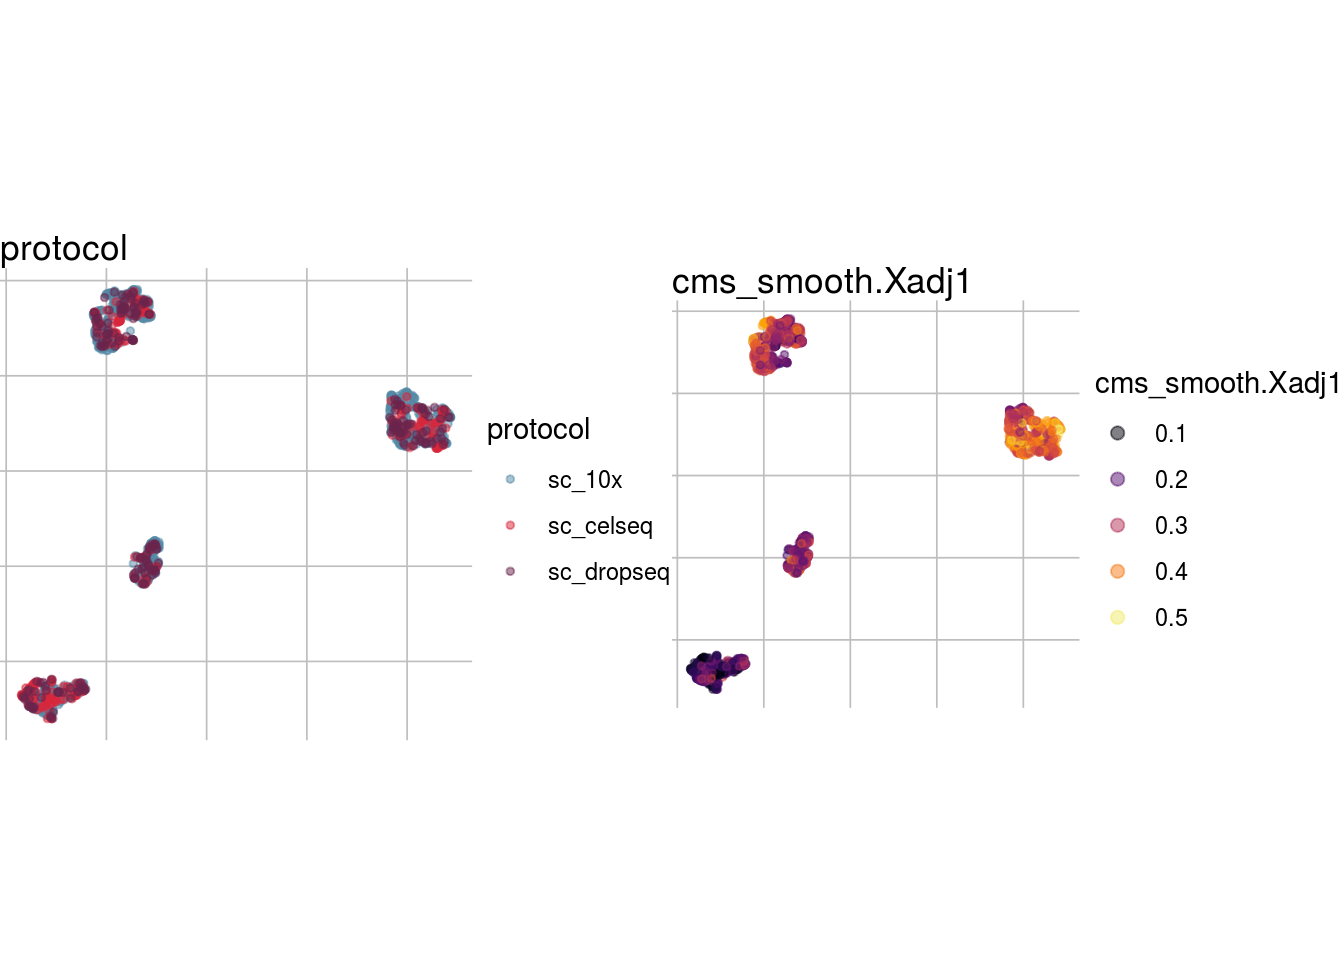 protocol
protocol
sc_10x
sc_celseq
sc_dropseq
cms_smooth.Xadj1
cms_smooth.Xadj1
0.1
0.2
0.3
0.4
0.5